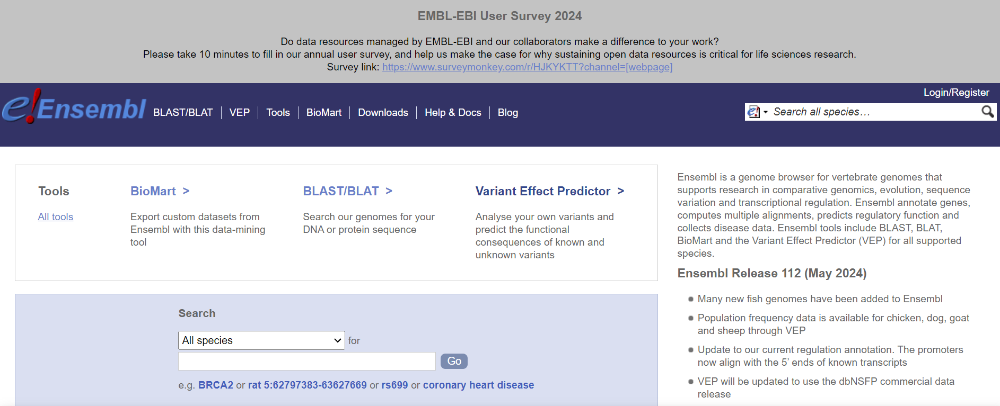 EMBL-EBI User Survey 2024
Do data resources managed by EMBL-EBI and our collaborators make a difference to your work?
Please take 10 minutes to fill in our annual user survey, and help us make the case for why sustaining open data resources is critical for life sciences research.
Survey link: https://www.surveymonkey.com/r/HJKYKTT?channel=[webpage]
Login/Register
e!Ensembl BLAST/BLAT VEP Tools BioMart Downloads Help & Docs Blog
e! Search all species…
Tools
All tools
BioMart >
Export custom datasets from
Ensembl with this data-mining
tool
BLAST/BLAT >
Search our genomes for your
DNA or protein sequence
Variant Effect Predictor >
Analyse your own variants and
predict the functional
consequences of known and
unknown variants
Search
All species for
Go
e.g. BRCA2 or rat 5:62797383-63627669 or rs699 or coronary heart disease
Ensembl is a genome browser for vertebrate genomes that
supports research in comparative genomics, evolution, sequence
variation and transcriptional regulation. Ensembl annotate genes,
computes multiple alignments, predicts regulatory function and
collects disease data. Ensembl tools include BLAST, BLAT,
BioMart and the Variant Effect Predictor (VEP) for all supported
species.
Ensembl Release 112 (May 2024)
Many new fish genomes have been added to Ensembl
Population frequency data is available for chicken, dog, goat
and sheep through VEP
Update to our current regulation annotation. The promoters
now align with the 5’ ends of known transcripts
VEP will be updated to use the dbNSFP commercial data
release